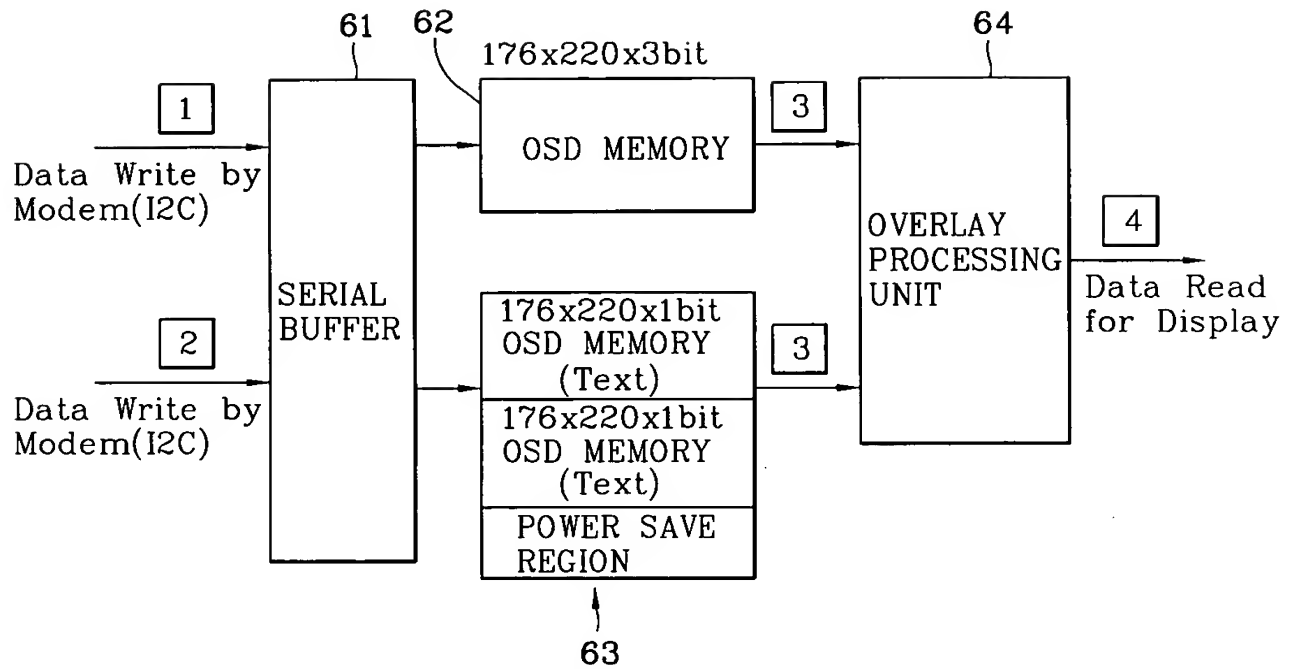 61
62
64
176x220x3bit
1
3
OSD MEMORY
Data Write by
Modem(I2C)
OVERLAY
PROCESSING
UNIT
4
Data Read
for Display
SERIAL
BUFFER
2
176x220x1bit
OSD MEMORY
(Text)
3
Data Write by
Modem(I2C)
176x220x1bit
OSD MEMORY
(Text)
POWER SAVE
REGION
63